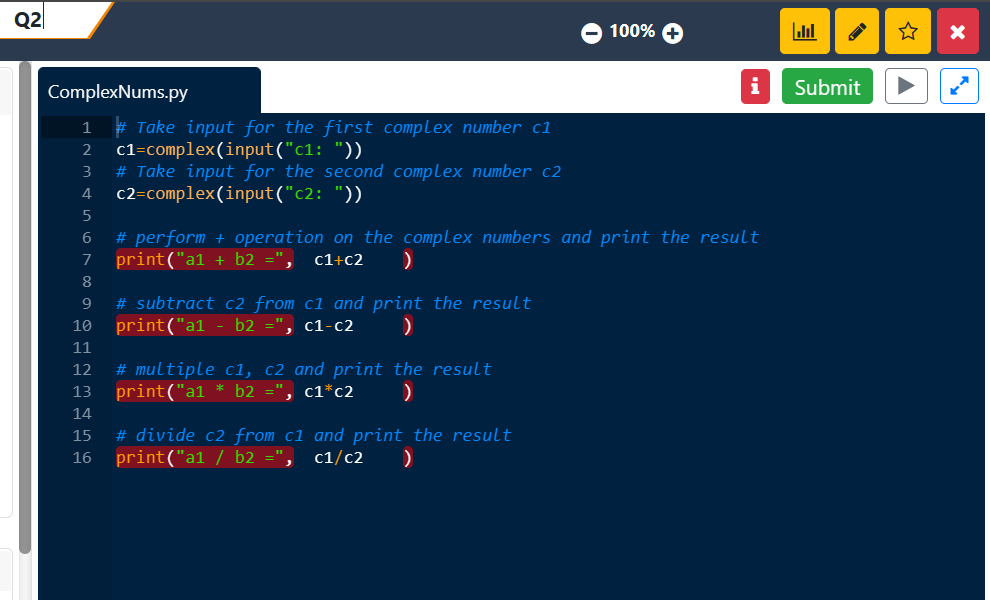 Q2
100%
ComplexNums.py
Submit
1 # Take input for the first complex number c1
2 c1=complex(input("c1: "))
3 # Take input for the second complex number c2
4 c2=complex(input("c2: "))
5
6 # perform + operation on the complex numbers and print the result
7 print("a1 + b2 =",  c1+c2    )
8
9 # subtract c2 from c1 and print the result
10 print("a1 - b2 =", c1-c2     )
11
12 # multiple c1, c2 and print the result
13 print("a1 * b2 =", c1*c2     )
14
15 # divide c2 from c1 and print the result
16 print("a1 / b2 =",  c1/c2    )